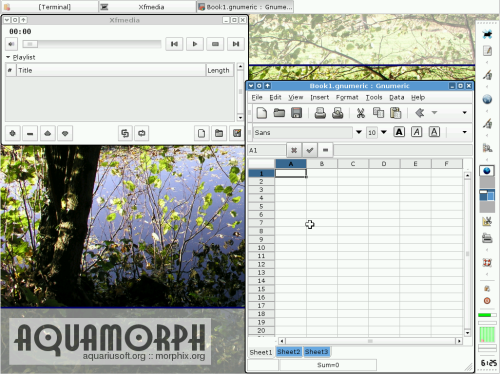 [Terminal]
Xfmedia
Book1.gnumeric : Gnume...
Xfmedia
00:00
Playlist
# Title Length
Book1.gnumeric : Gnumeric
File Edit View Insert Format Tools Data
Sans 10 A A A
A1
A B C D E F
1
2
3
4
5
6
7
8
9
10
11
12
13
14
15
16
17
18
19
20
Sheet1 Sheet2 Sheet3
Sum=0
AQUAMORPH
aquariusoft.org :: morphix.org
6:25